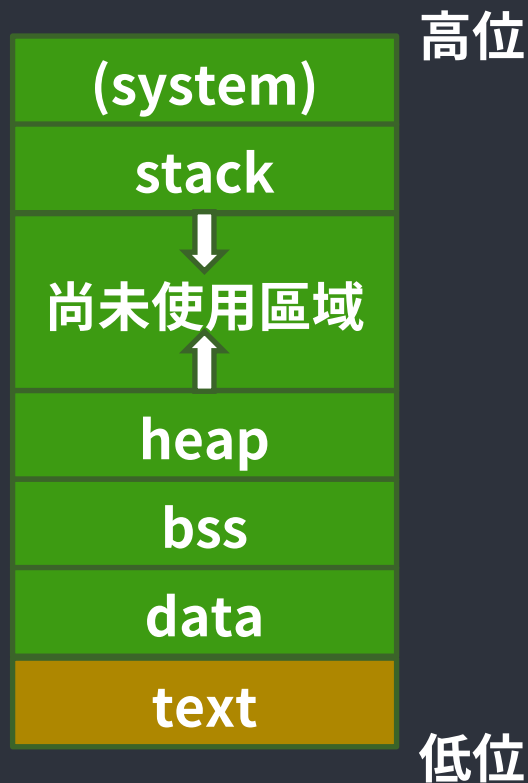 高位
(system)
stack
尚未使用區域
heap
bss
data
text
低位